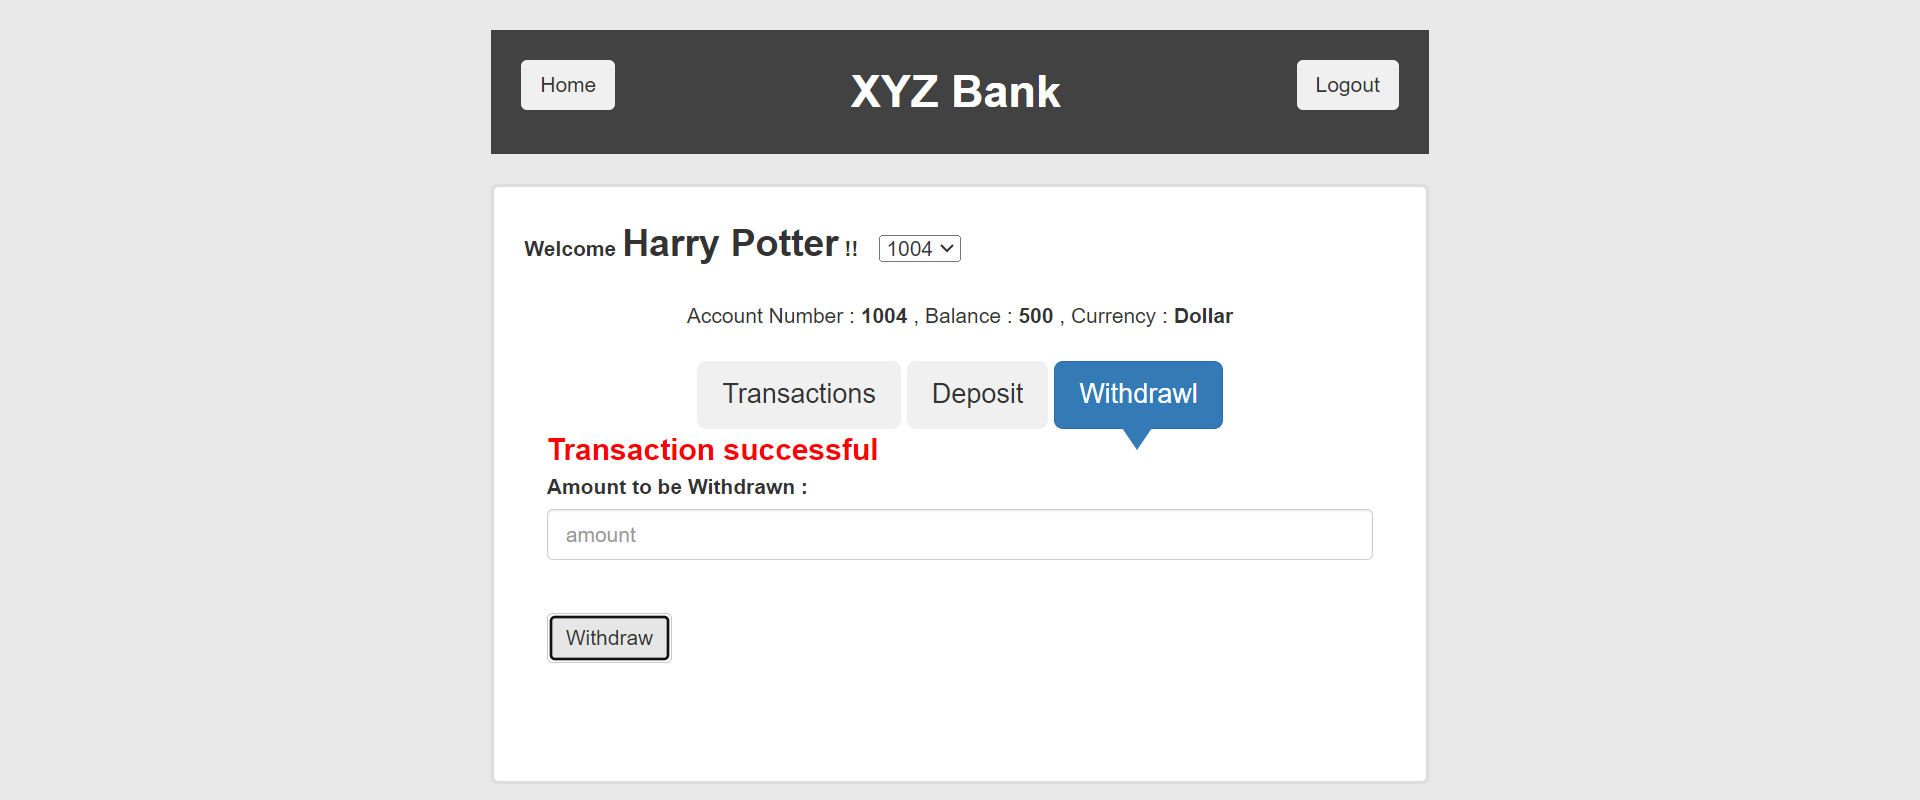 Home
XYZ Bank
Logout
Welcome Harry Potter !! 1004
Account Number : 1004 , Balance : 500 , Currency : Dollar
Transactions
Deposit
Withdrawl
Transaction successful
Amount to be Withdrawn :
amount
Withdraw